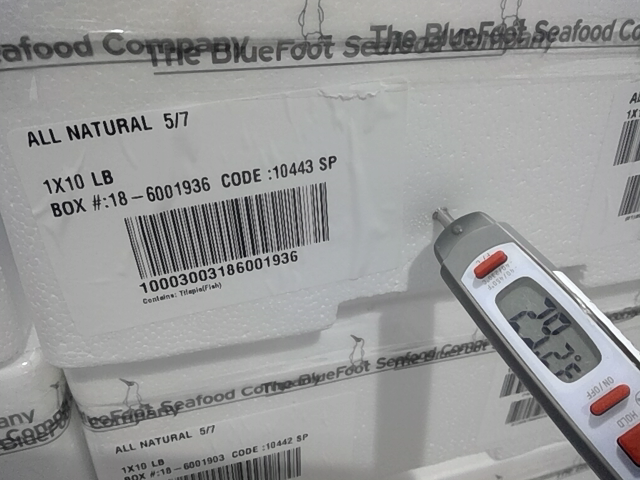 The BlueFoot Seafood Company
The BlueFoot Seafood Company
ALL NATURAL 5/7
1X10 LB
BOX #:18-6001936 CODE :10443 SP
10003003186001936
Contains: Tilapia(Fish)
ON/OFF
HOLD
The BlueFoot Seafood Company
ALL NATURAL 5/7
1X10 LB
BOX #:18-6001903 CODE :10442 SP